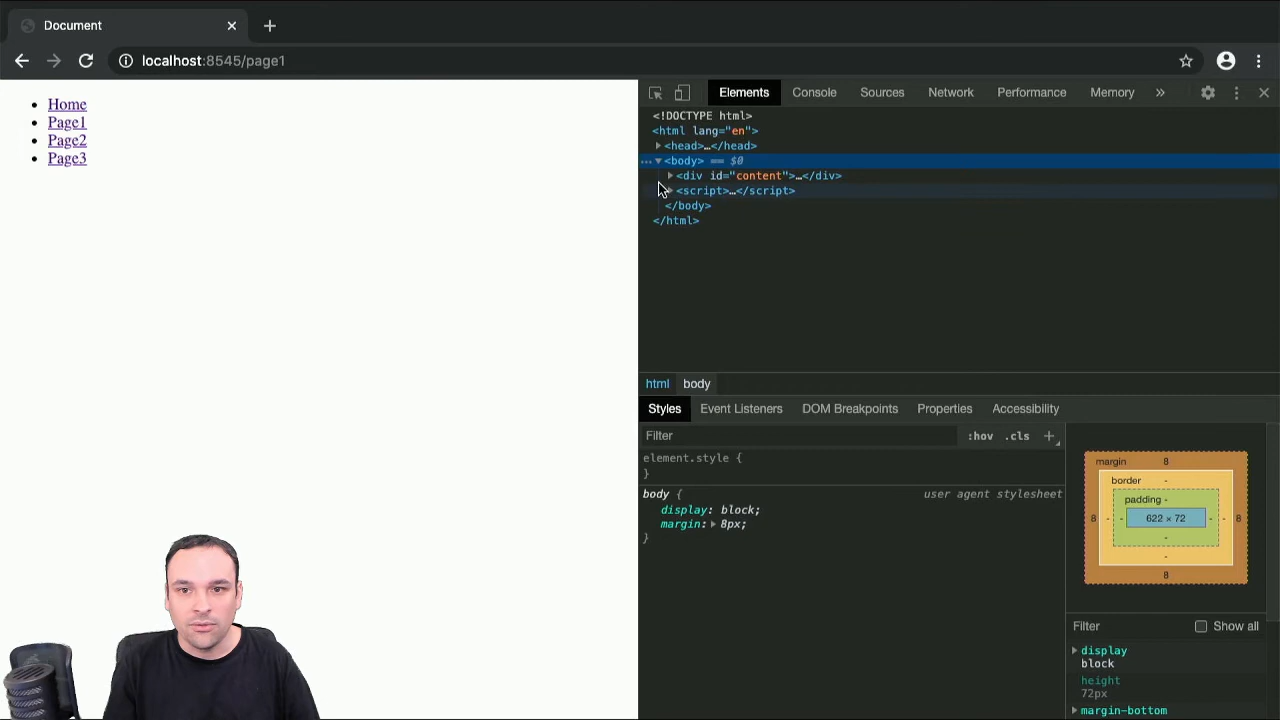 Document
localhost:8545/page1
Home
Page1
Page2
Page3
Elements Console Sources Network Performance Memory »
<!DOCTYPE html>
<html lang="en">
<head>…</head>
<body> == $0
<div id="content">…</div>
<script>…</script>
</body>
</html>
html body
Styles Event Listeners DOM Breakpoints Properties Accessibility
Filter :hov .cls +
element.style {
}
body { user agent stylesheet
display: block;
margin: 8px;
}
margin 8
border -
padding -
8 - - 622 × 72 - - 8
-
-
8
Filter Show all
display
block
height
72px
margin-bottom